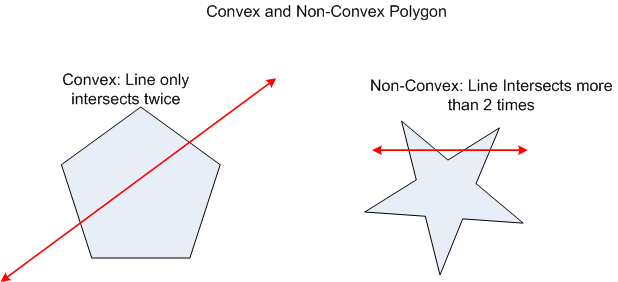 Convex and Non-Convex Polygon
Convex: Line only
intersects twice
Non-Convex: Line Intersects more
than 2 times